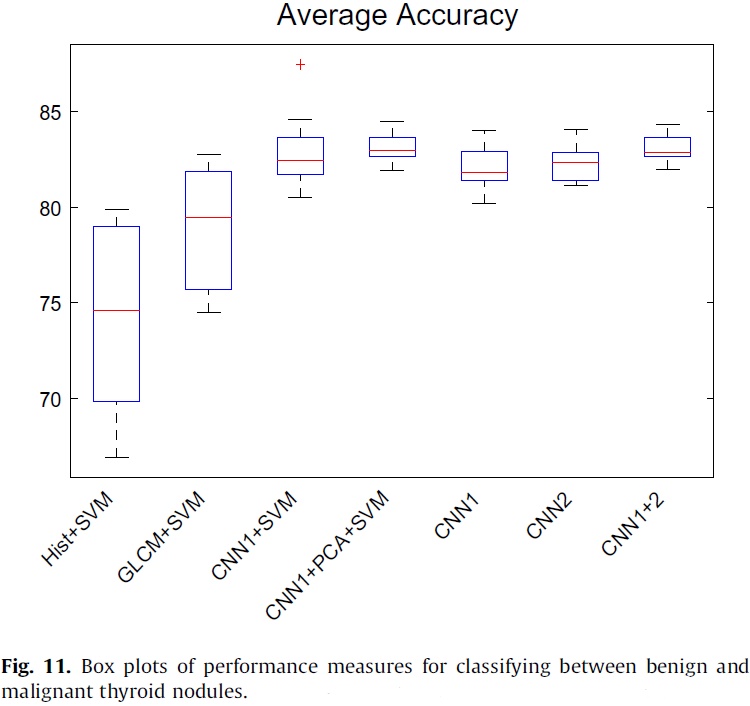 Average Accuracy
85
80
75
70
Hist+SVM
GLCM+SVM
CNN1+SVM
CNN1+PCA+SVM
CNN1
CNN2
CNN1+2
Fig. 11. Box plots of performance measures for classifying between benign and
malignant thyroid nodules.